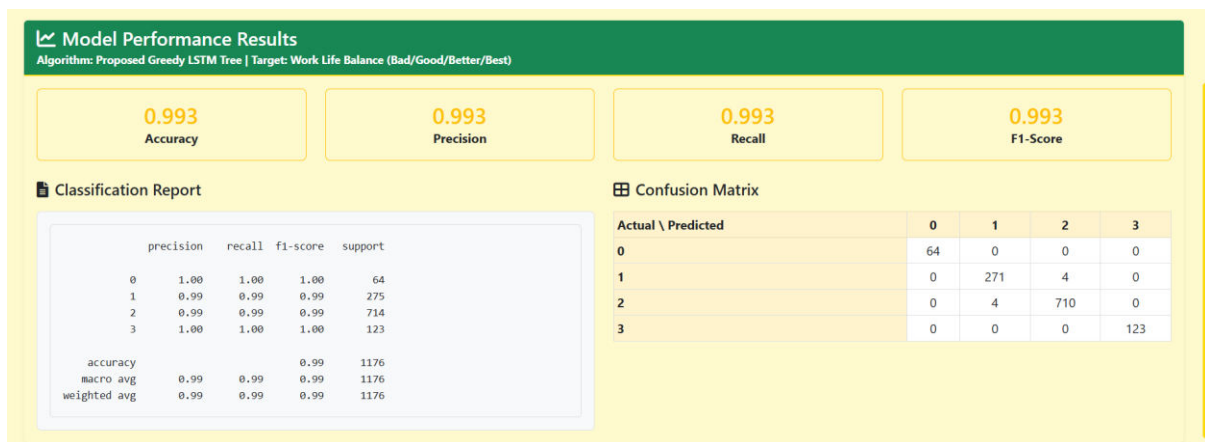 Model Performance Results
Algorithm: Proposed Greedy LSTM Tree | Target: Work Life Balance (Bad/Good/Better/Best)
0.993 0.993 0.993 0.993
Accuracy Precision Recall F1-Score
Classification Report
precision recall f1-score support
0 1.00 1.00 1.00 64
1 0.99 0.99 0.99 275
2 0.99 0.99 0.99 714
3 1.00 1.00 1.00 123
accuracy 0.99 1176
macro avg 0.99 0.99 0.99 1176
weighted avg 0.99 0.99 0.99 1176
Confusion Matrix
Actual \ Predicted 0 1 2 3
0 64 0 0 0
1 0 271 4 0
2 0 4 710 0
3 0 0 0 123